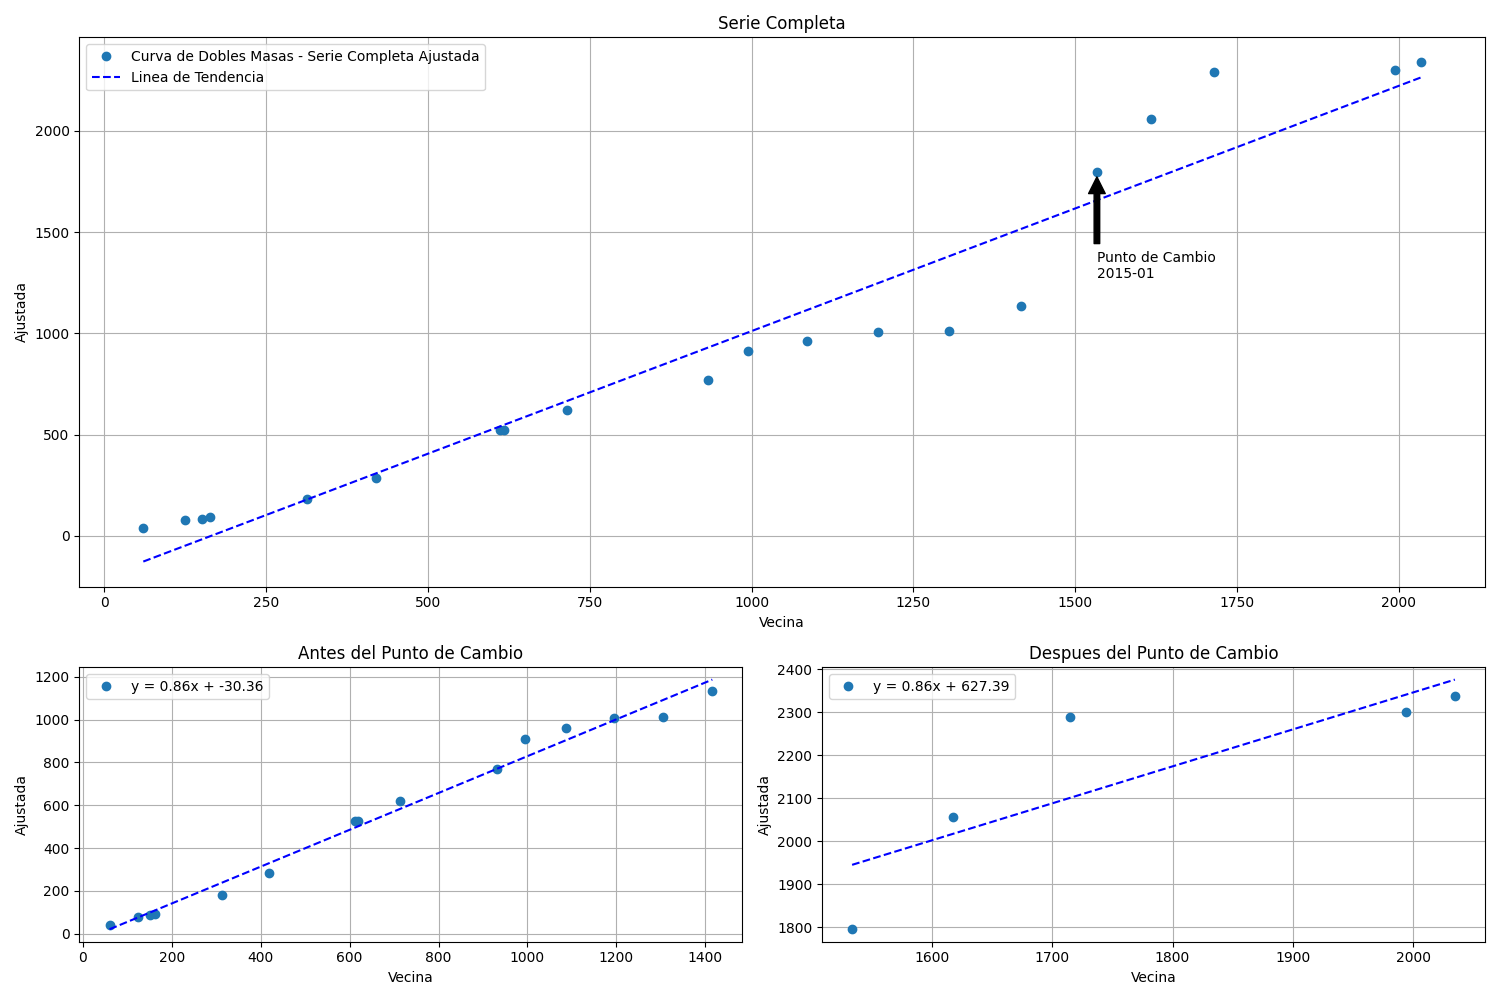 Serie Completa
Curva de Dobles Masas - Serie Completa Ajustada
Linea de Tendencia
2000
1500
1000
500
0
Ajustada
Punto de Cambio
2015-01
0 250 500 750 1000 1250 1500 1750 2000
Vecina
Antes del Punto de Cambio
y = 0.86x + -30.36
1200
1000
800
600
400
200
0
Ajustada
0 200 400 600 800 1000 1200 1400
Vecina
Despues del Punto de Cambio
y = 0.86x + 627.39
2400
2300
2200
2100
2000
1900
1800
Ajustada
1600 1700 1800 1900 2000
Vecina